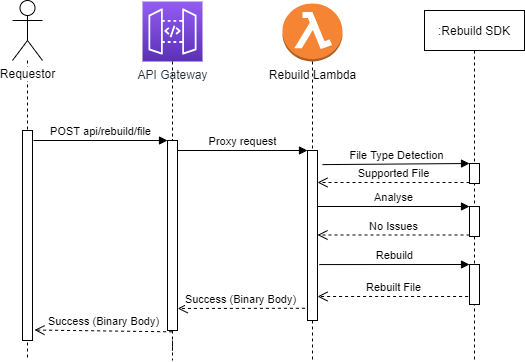 :Rebuild SDK
Requestor
API Gateway
Rebuild Lambda
POST api/rebuild/file
Proxy request
File Type Detection
Supported File
Analyse
No Issues
Rebuild
Rebuilt File
Success (Binary Body)
Success (Binary Body)